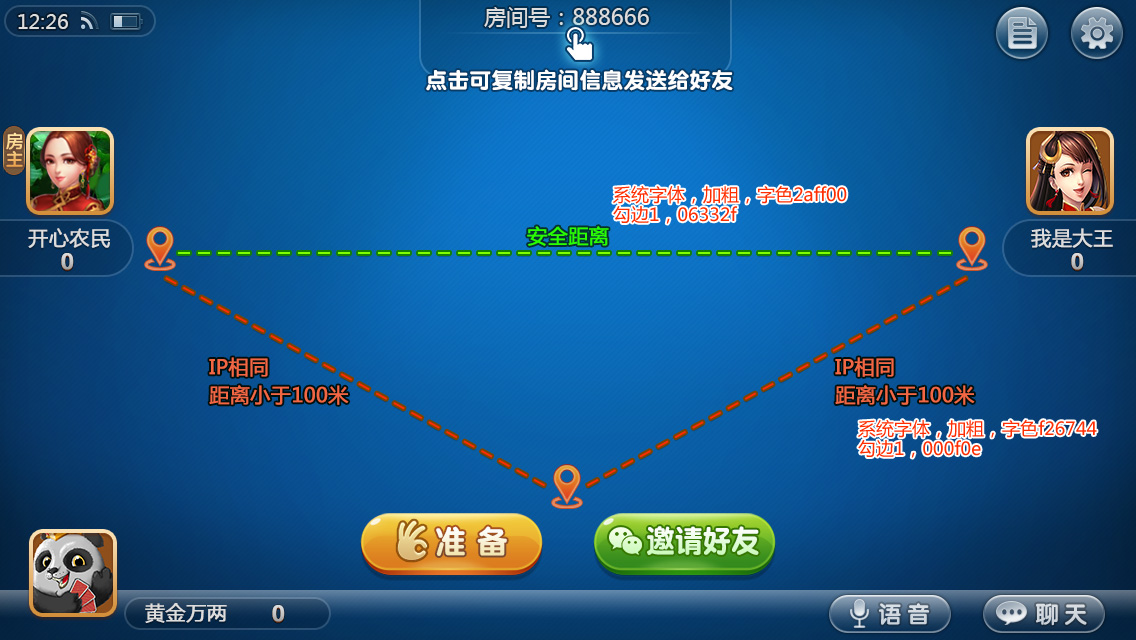 12:26
房间号：888666
点击可复制房间信息发送给好友
房主
开心农民
0
我是大王
0
系统字体，加粗，字色2aff00
勾边1，06332f
安全距离
IP相同
距离小于100米
IP相同
距离小于100米
系统字体，加粗，字色f26744
勾边1，000f0e
准备
邀请好友
黄金万两 0
语音
聊天